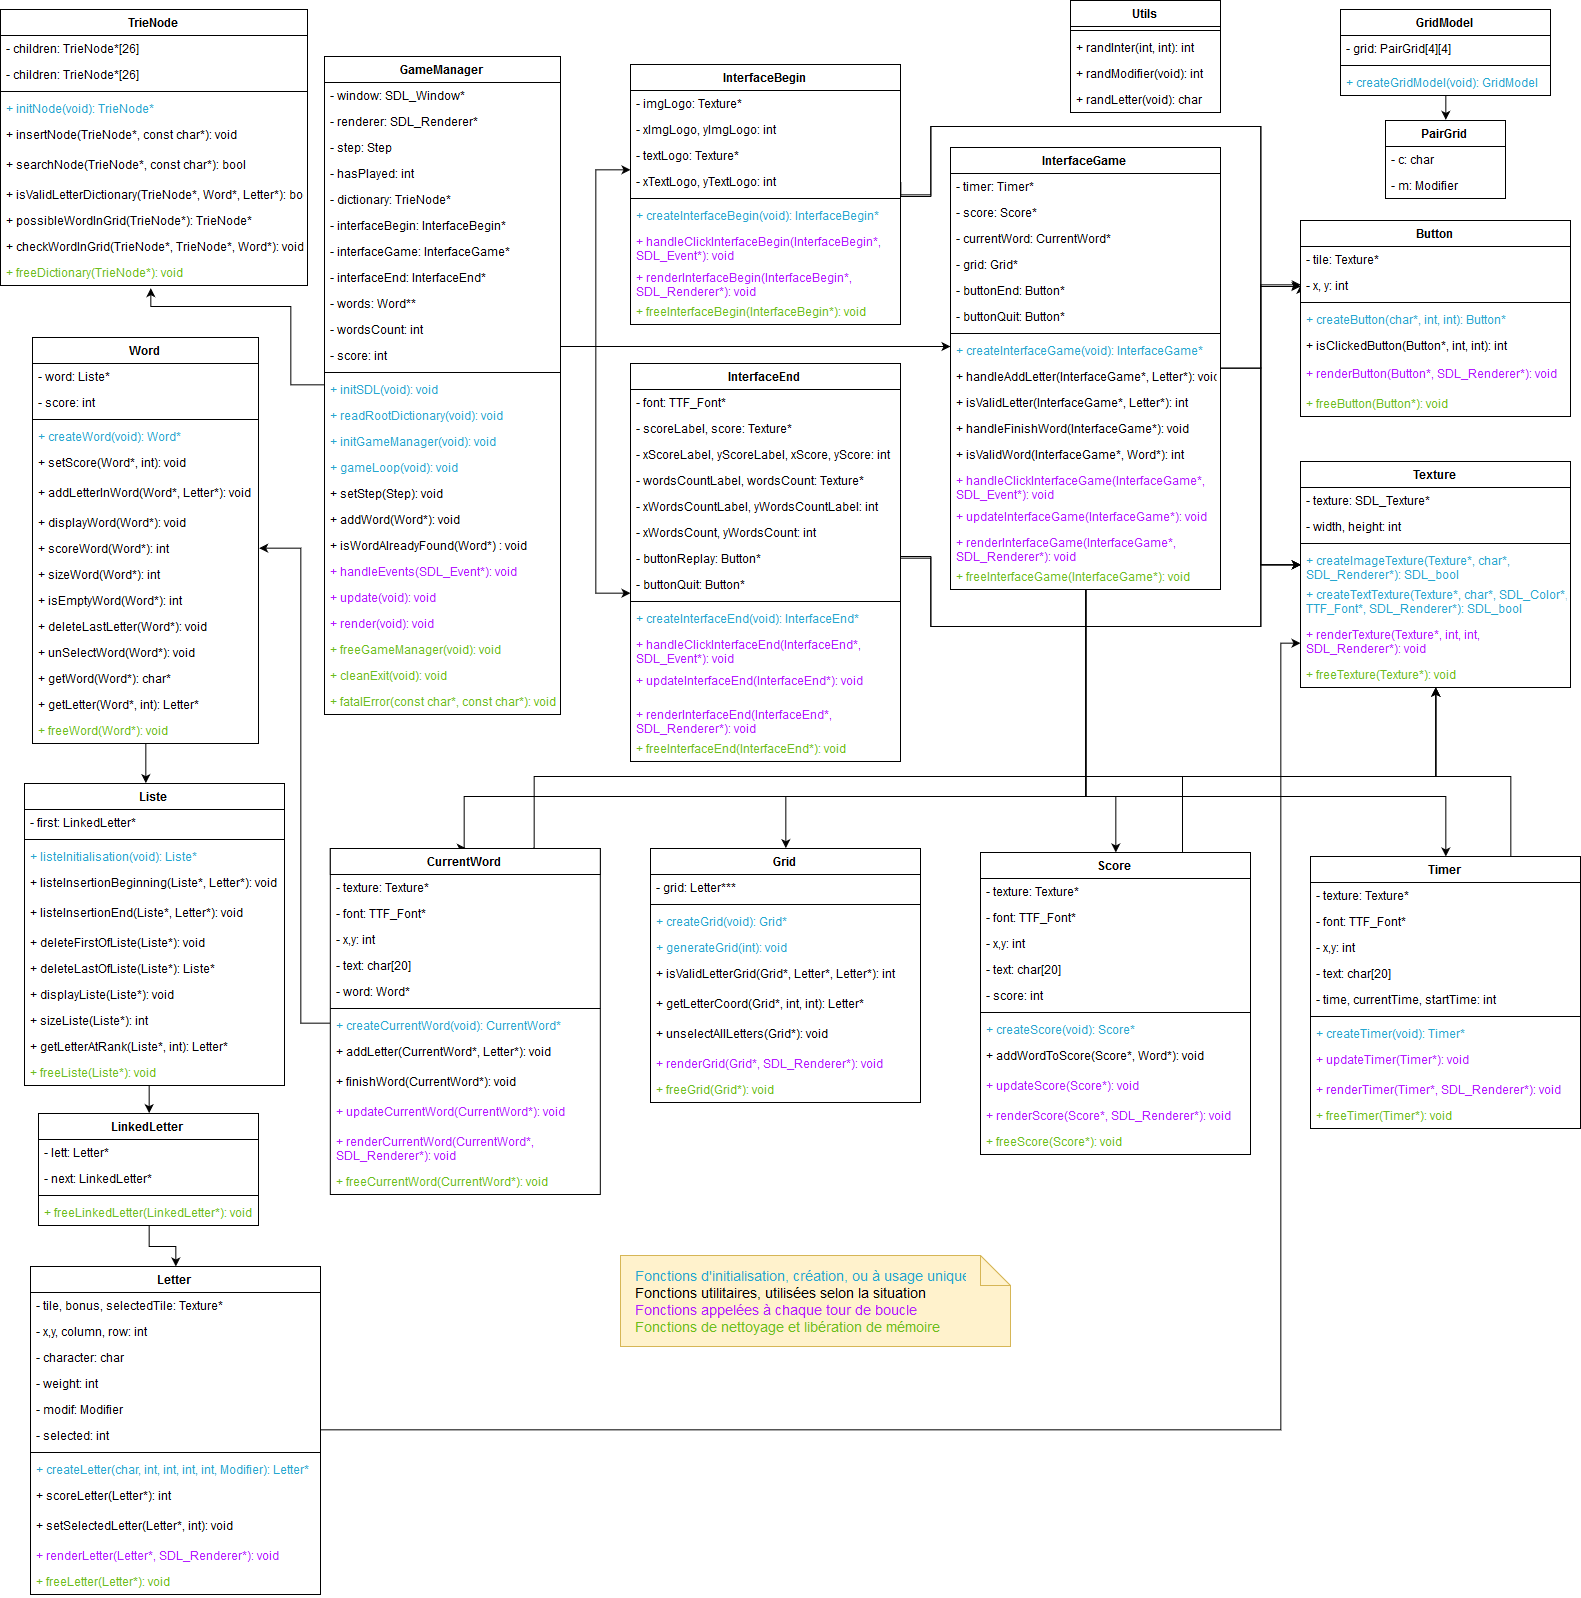 TrieNode
- children: TrieNode*[26]
- children: TrieNode*[26]
+ initNode(void): TrieNode*
+ insertNode(TrieNode*, const char*): void
+ searchNode(TrieNode*, const char*): bool
+ isValidLetterDictionary(TrieNode*, Word*, Letter*): bo
+ possibleWordInGrid(TrieNode*): TrieNode*
+ checkWordInGrid(TrieNode*, TrieNode*, Word*): void
+ freeDictionary(TrieNode*): void
GameManager
- window: SDL_Window*
- renderer: SDL_Renderer*
- step: Step
- hasPlayed: int
- dictionary: TrieNode*
- interfaceBegin: InterfaceBegin*
- interfaceGame: InterfaceGame*
- interfaceEnd: InterfaceEnd*
- words: Word**
- wordsCount: int
- score: int
+ initSDL(void): void
+ readRootDictionary(void): void
+ initGameManager(void): void
+ gameLoop(void): void
+ setStep(Step): void
+ addWord(Word*): void
+ isWordAlreadyFound(Word*) : void
+ handleEvents(SDL_Event*): void
+ update(void): void
+ render(void): void
+ freeGameManager(void): void
+ cleanExit(void): void
+ fatalError(const char*, const char*): void
InterfaceBegin
- imgLogo: Texture*
- xImgLogo, yImgLogo: int
- textLogo: Texture*
- xTextLogo, yTextLogo: int
+ createInterfaceBegin(void): InterfaceBegin*
+ handleClickInterfaceBegin(InterfaceBegin*,
SDL_Event*): void
+ renderInterfaceBegin(InterfaceBegin*,
SDL_Renderer*): void
+ freeInterfaceBegin(InterfaceBegin*): void
Utils
+ randInter(int, int): int
+ randModifier(void): int
+ randLetter(void): char
GridModel
- grid: PairGrid[4][4]
+ createGridModel(void): GridModel
PairGrid
- c: char
- m: Modifier
InterfaceGame
- timer: Timer*
- score: Score*
- currentWord: CurrentWord*
- grid: Grid*
- buttonEnd: Button*
- buttonQuit: Button*
+ createInterfaceGame(void): InterfaceGame*
+ handleAddLetter(InterfaceGame*, Letter*): void
+ isValidLetter(InterfaceGame*, Letter*): int
+ handleFinishWord(InterfaceGame*): void
+ isValidWord(InterfaceGame*, Word*): int
+ handleClickInterfaceGame(InterfaceGame*,
SDL_Event*): void
+ updateInterfaceGame(InterfaceGame*): void
+ renderInterfaceGame(InterfaceGame*,
SDL_Renderer*): void
+ freeInterfaceGame(InterfaceGame*): void
Button
- tile: Texture*
- x, y: int
+ createButton(char*, int, int): Button*
+ isClickedButton(Button*, int, int): int
+ renderButton(Button*, SDL_Renderer*): void
+ freeButton(Button*): void
Word
- word: Liste*
- score: int
+ createWord(void): Word*
+ setScore(Word*, int): void
+ addLetterInWord(Word*, Letter*): void
+ displayWord(Word*): void
+ scoreWord(Word*): int
+ sizeWord(Word*): int
+ isEmptyWord(Word*): int
+ deleteLastLetter(Word*): void
+ unSelectWord(Word*): void
+ getWord(Word*): char*
+ getLetter(Word*, int): Letter*
+ freeWord(Word*): void
InterfaceEnd
- font: TTF_Font*
- scoreLabel, score: Texture*
- xScoreLabel, yScoreLabel, xScore, yScore: int
- wordsCountLabel, wordsCount: Texture*
- xWordsCountLabel, yWordsCountLabel: int
- xWordsCount, yWordsCount: int
- buttonReplay: Button*
- buttonQuit: Button*
+ createInterfaceEnd(void): InterfaceEnd*
+ handleClickInterfaceEnd(InterfaceEnd*,
SDL_Event*): void
+ updateInterfaceEnd(InterfaceEnd*): void
+ renderInterfaceEnd(InterfaceEnd*,
SDL_Renderer*): void
+ freeInterfaceEnd(InterfaceEnd*): void
Texture
- texture: SDL_Texture*
- width, height: int
+ createImageTexture(Texture*, char*,
SDL_Renderer*): SDL_bool
+ createTextTexture(Texture*, char*, SDL_Color*,
TTF_Font*, SDL_Renderer*): SDL_bool
+ renderTexture(Texture*, int, int,
SDL_Renderer*): void
+ freeTexture(Texture*): void
Liste
- first: LinkedLetter*
+ listeInitialisation(void): Liste*
+ listeInsertionBeginning(Liste*, Letter*): void
+ listeInsertionEnd(Liste*, Letter*): void
+ deleteFirstOfListe(Liste*): void
+ deleteLastOfListe(Liste*): Liste*
+ displayListe(Liste*): void
+ sizeListe(Liste*): int
+ getLetterAtRank(Liste*, int): Letter*
+ freeListe(Liste*): void
CurrentWord
- texture: Texture*
- font: TTF_Font*
- x,y: int
- text: char[20]
- word: Word*
+ createCurrentWord(void): CurrentWord*
+ addLetter(CurrentWord*, Letter*): void
+ finishWord(CurrentWord*): void
+ updateCurrentWord(CurrentWord*): void
+ renderCurrentWord(CurrentWord*,
SDL_Renderer*): void
+ freeCurrentWord(CurrentWord*): void
Grid
- grid: Letter***
+ createGrid(void): Grid*
+ generateGrid(int): void
+ isValidLetterGrid(Grid*, Letter*, Letter*): int
+ getLetterCoord(Grid*, int, int): Letter*
+ unselectAllLetters(Grid*): void
+ renderGrid(Grid*, SDL_Renderer*): void
+ freeGrid(Grid*): void
Score
- texture: Texture*
- font: TTF_Font*
- x,y: int
- text: char[20]
- score: int
+ createScore(void): Score*
+ addWordToScore(Score*, Word*): void
+ updateScore(Score*): void
+ renderScore(Score*, SDL_Renderer*): void
+ freeScore(Score*): void
Timer
- texture: Texture*
- font: TTF_Font*
- x,y: int
- text: char[20]
- time, currentTime, startTime: int
+ createTimer(void): Timer*
+ updateTimer(Timer*): void
+ renderTimer(Timer*, SDL_Renderer*): void
+ freeTimer(Timer*): void
LinkedLetter
- lett: Letter*
- next: LinkedLetter*
+ freeLinkedLetter(LinkedLetter*): void
Letter
- tile, bonus, selectedTile: Texture*
- x,y, column, row: int
- character: char
- weight: int
- modif: Modifier
- selected: int
+ createLetter(char, int, int, int, int, Modifier): Letter*
+ scoreLetter(Letter*): int
+ setSelectedLetter(Letter*, int): void
+ renderLetter(Letter*, SDL_Renderer*): void
+ freeLetter(Letter*): void
Fonctions d'initialisation, création, ou à usage unique
Fonctions utilitaires, utilisées selon la situation
Fonctions appelées à chaque tour de boucle
Fonctions de nettoyage et libération de mémoire